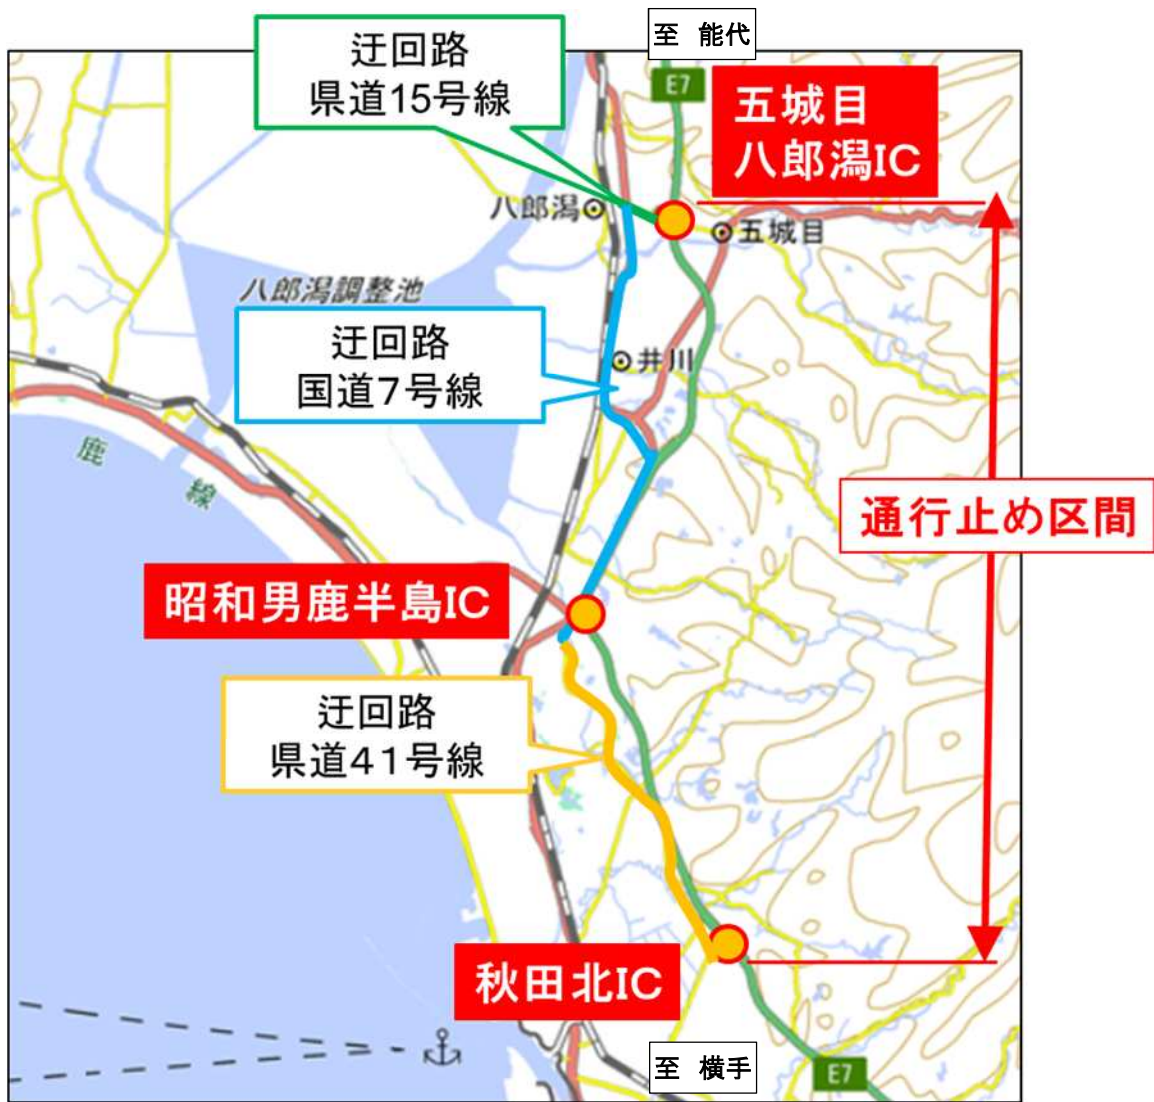 至 能代
迂回路
県道15号線
E7
五城目
八郎潟IC
八郎潟
五城目
八郎潟調整池
迂回路
国道7号線
井川
鹿
線
通行止め区間
昭和男鹿半島IC
迂回路
県道41号線
秋田北IC
至 横手
E7